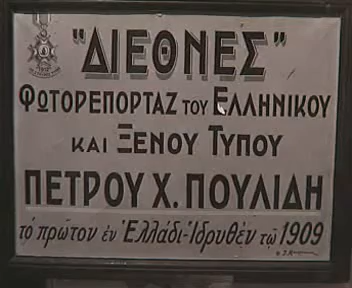 "ΔΙΕΘΝΕΣ"
ΦΩΤΟΡΕΠΟΡΤΑΖ ΤΟΥ ΕΛΛΗΝΙΚΟΥ
ΚΑΙ ΞΕΝΟΥ ΤΥΠΟΥ
ΠΕΤΡΟΥ Χ. ΠΟΥΛΙΔΗ
τὸ πρῶτον ἐν Ἑλλάδι-Ἱδρυθὲν τῷ 1909